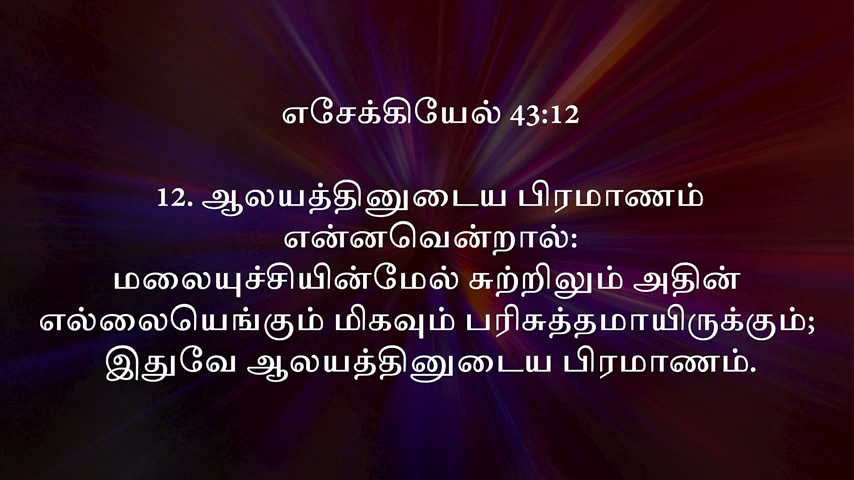 எசேக்கியேல் 43:12
12. ஆலயத்தினுடைய பிரமாணம்
என்னவென்றால்:
மலையுச்சியின்மேல் சுற்றிலும் அதின்
எல்லையெங்கும் மிகவும் பரிசுத்தமாயிருக்கும்;
இதுவே ஆலயத்தினுடைய பிரமாணம்.